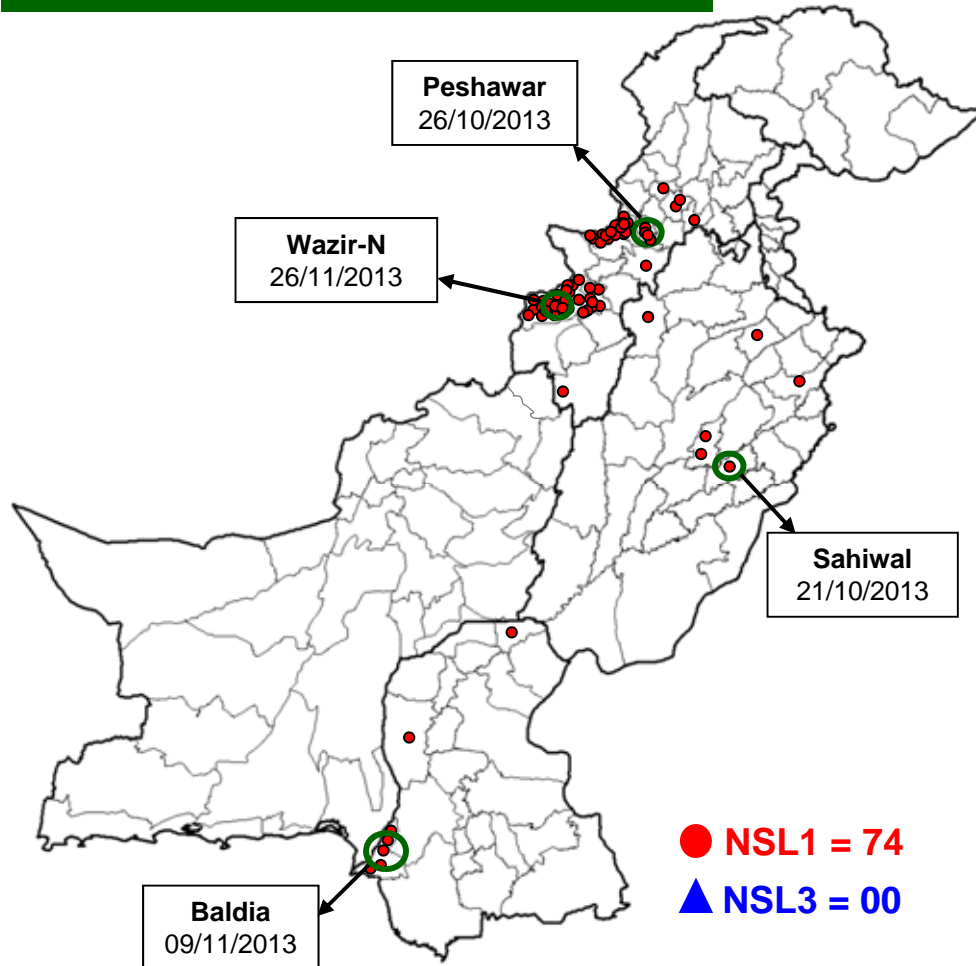 Peshawar
26/10/2013
Wazir-N
26/11/2013
Sahiwal
21/10/2013
NSL1 = 74
NSL3 = 00
Baldia
09/11/2013